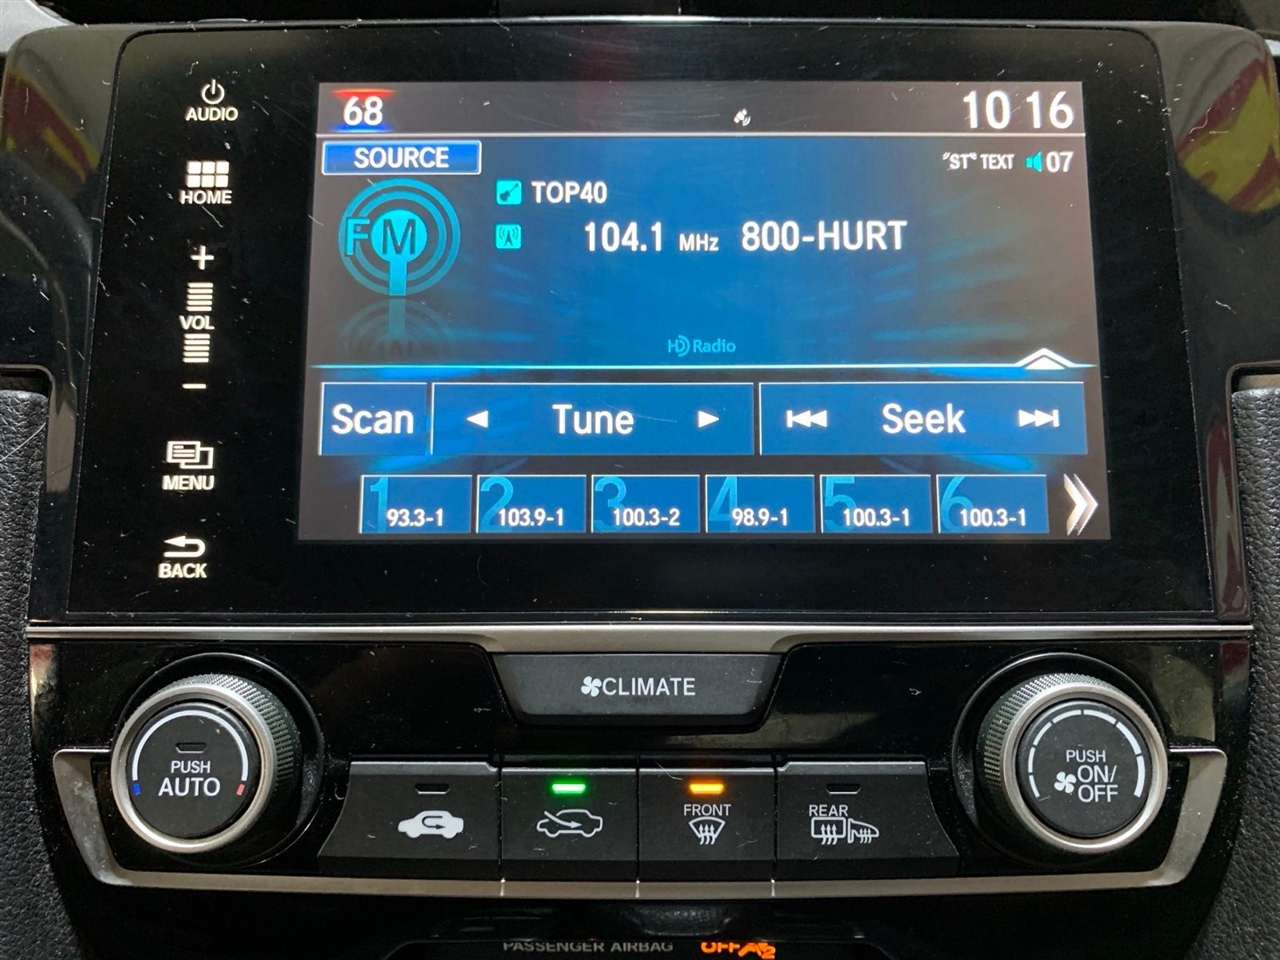 AUDIO
HOME
+
VOL
−
MENU
BACK
68
10 16
SOURCE
"ST" TEXT 07
FM
TOP40
104.1 MHz 800-HURT
HD Radio
Scan
Tune
Seek
1 93.3-1
2 103.9-1
3 100.3-2
4 98.9-1
5 100.3-1
6 100.3-1
CLIMATE
PUSH
AUTO
FRONT
REAR
PUSH
ON/
OFF
PASSENGER AIRBAG OFF